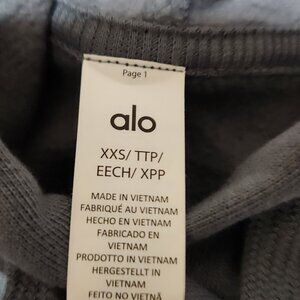 Page 1
alo
XXS/ TTP/
EECH/ XPP
MADE IN VIETNAM
FABRIQUÉ AU VIETNAM
HECHO EN VIETNAM
FABRICADO EN
VIETNAM
PRODOTTO IN VIETNAM
HERGESTELLT IN
VIETNAM
FEITO NO VIETNÃ